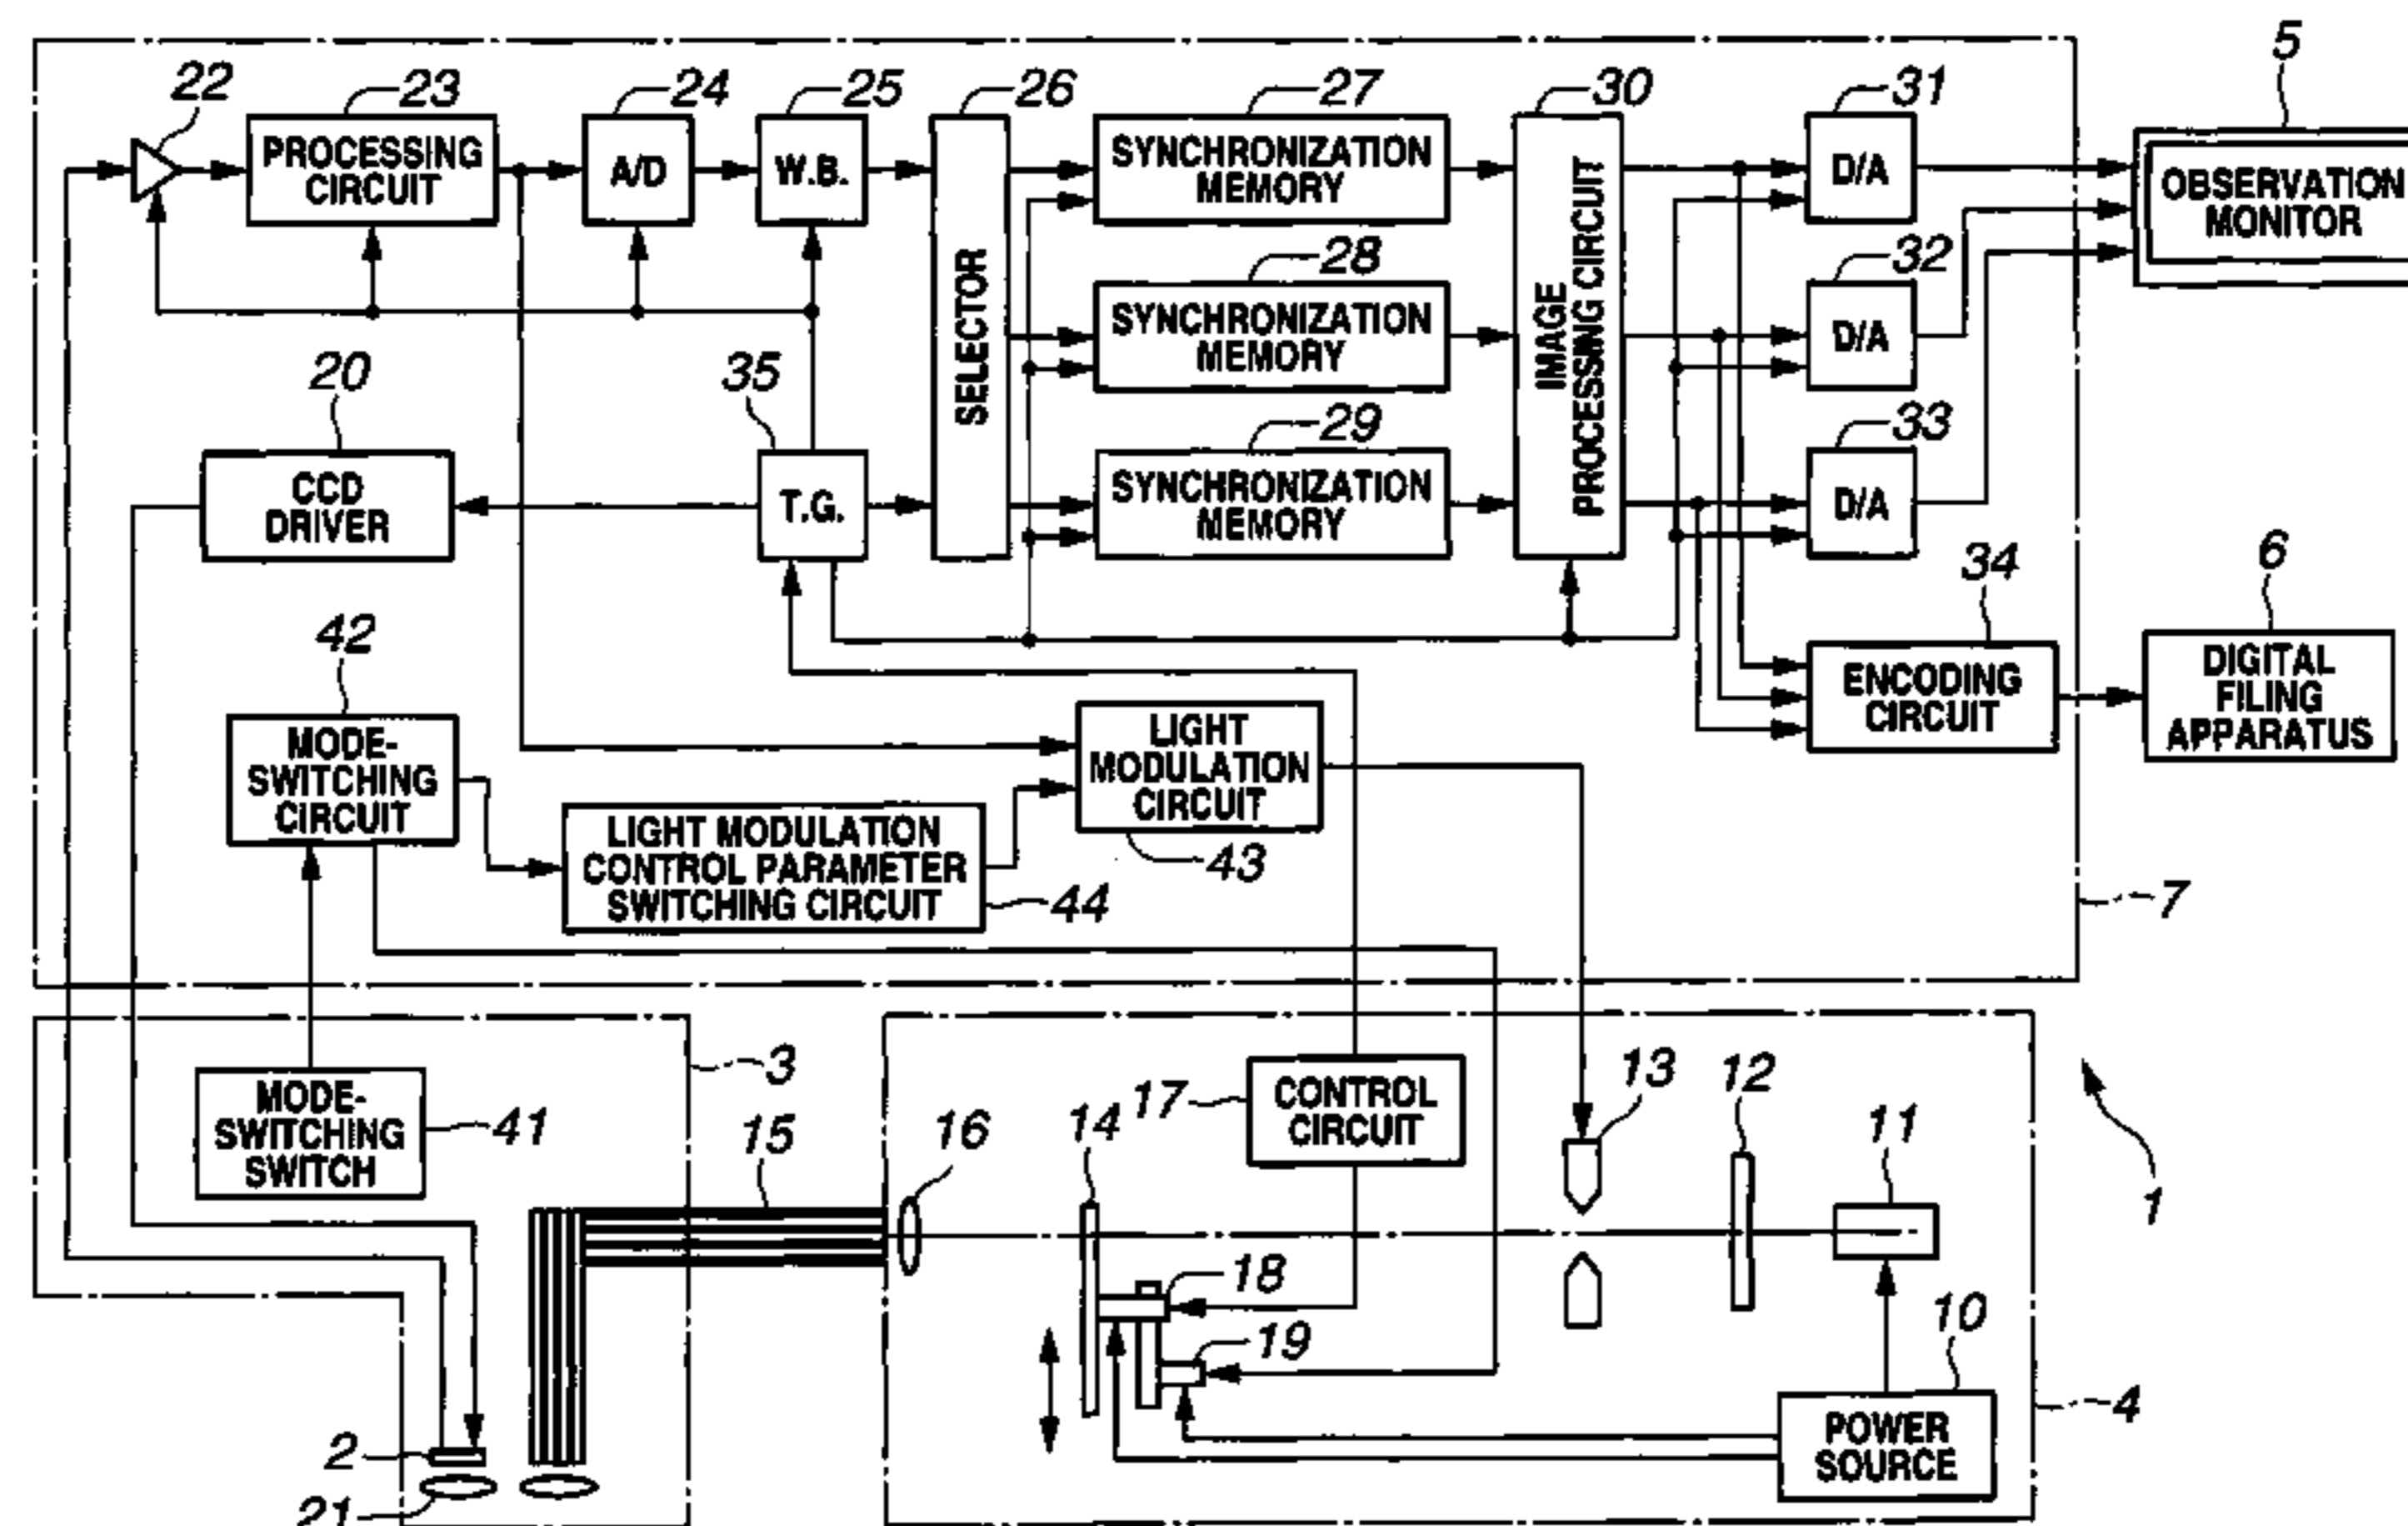 5
22
23
24
25
26
27
30
31
PROCESSING
CIRCUIT
A/D
W.B.
SELECTOR
SYNCHRONIZATION
MEMORY
IMAGE
PROCESSING CIRCUIT
D/A
OBSERVATION
MONITOR
28
32
SYNCHRONIZATION
MEMORY
D/A
20
35
29
33
CCD
DRIVER
T.G.
SYNCHRONIZATION
MEMORY
D/A
34
6
42
ENCODING
CIRCUIT
DIGITAL
FILING
APPARATUS
MODE-
SWITCHING
CIRCUIT
LIGHT
MODULATION
CIRCUIT
43
LIGHT MODULATION
CONTROL PARAMETER
SWITCHING CIRCUIT
44
7
3
MODE-
SWITCHING
SWITCH
41
15
16
14
17
CONTROL
CIRCUIT
13
12
11
1
18
19
10
POWER
SOURCE
4
2
21